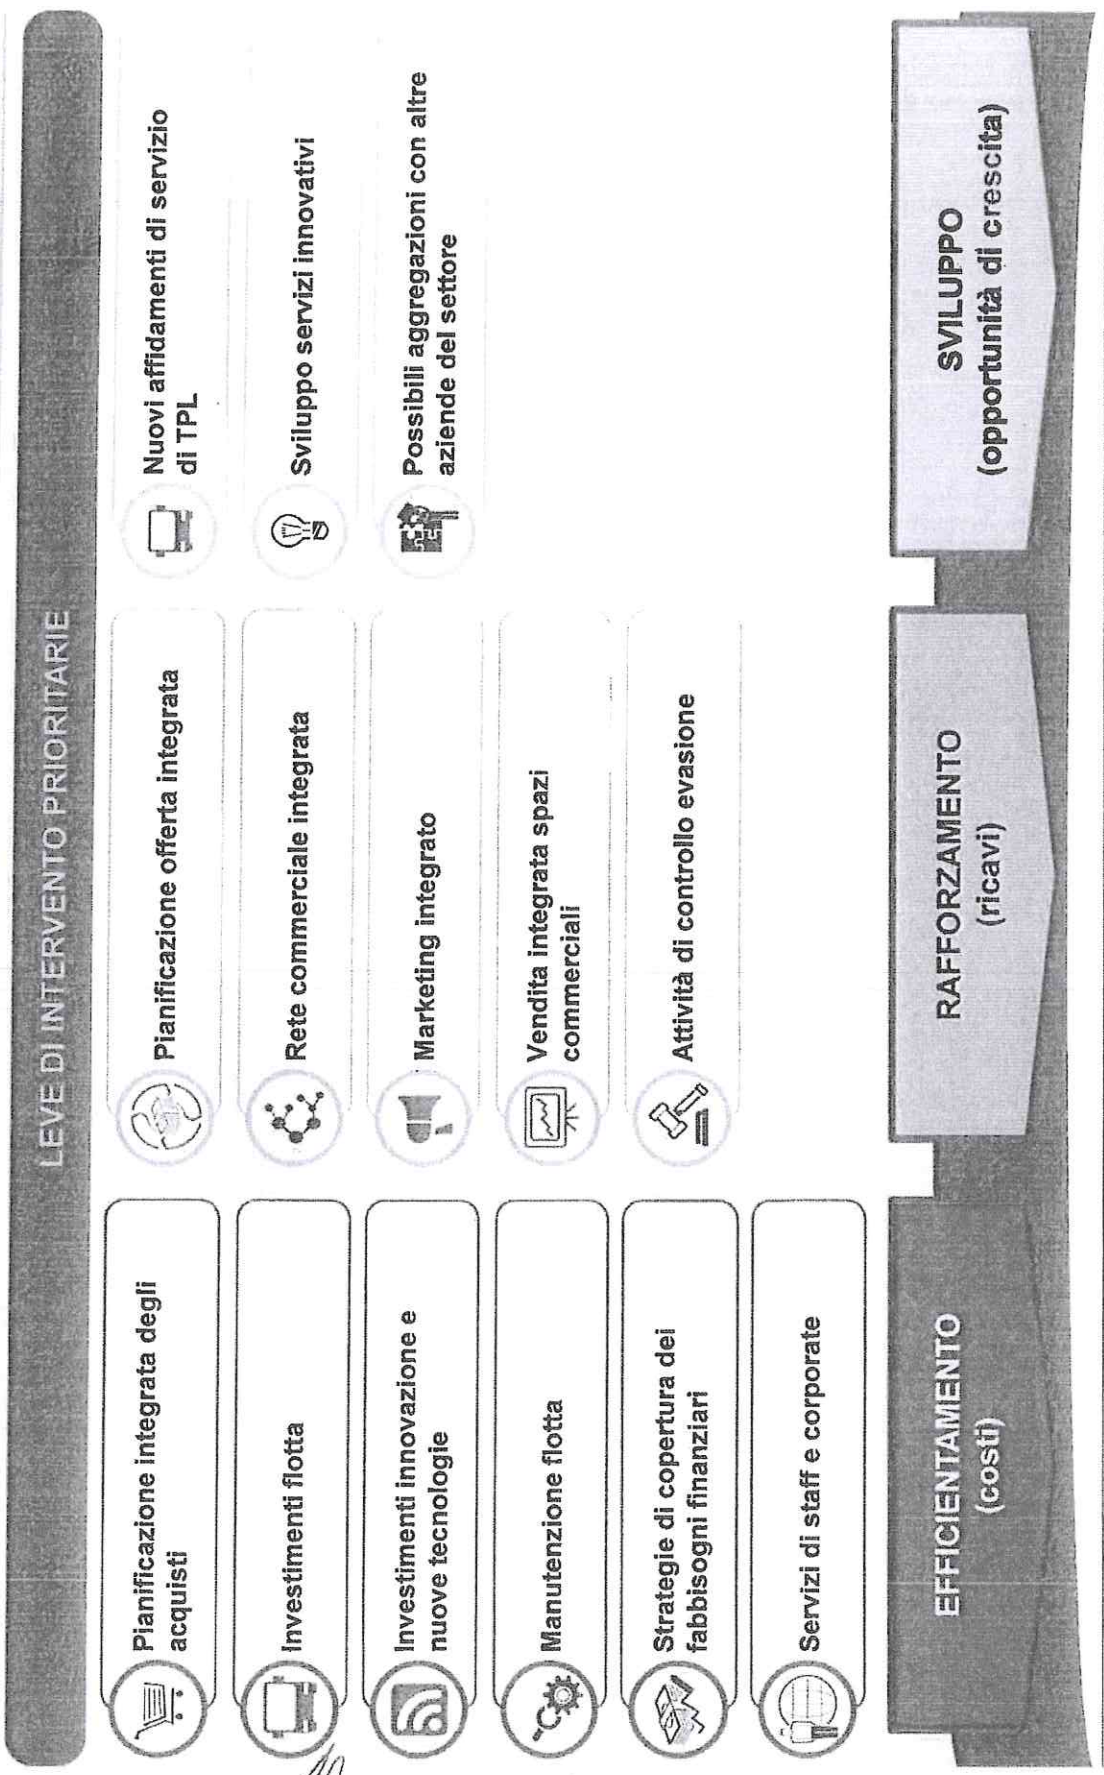 LEVE DI INTERVENTO PRIORITARIE
Pianificazione integrata degli
acquisti
Investimenti flotta
Investimenti innovazione e
nuove tecnologie
Manutenzione flotta
Strategie di copertura dei
fabbisogni finanziari
Servizi di staff e corporate
EFFICIENTAMENTO
(costi)
Pianificazione offerta integrata
Rete commerciale integrata
Marketing integrato
Vendita integrata spazi
commerciali
Attività di controllo evasione
RAFFORZAMENTO
(ricavi)
Nuovi affidamenti di servizio
di TPL
Sviluppo servizi innovativi
Possibili aggregazioni con altre
aziende del settore
SVILUPPO
(opportunità di crescita)